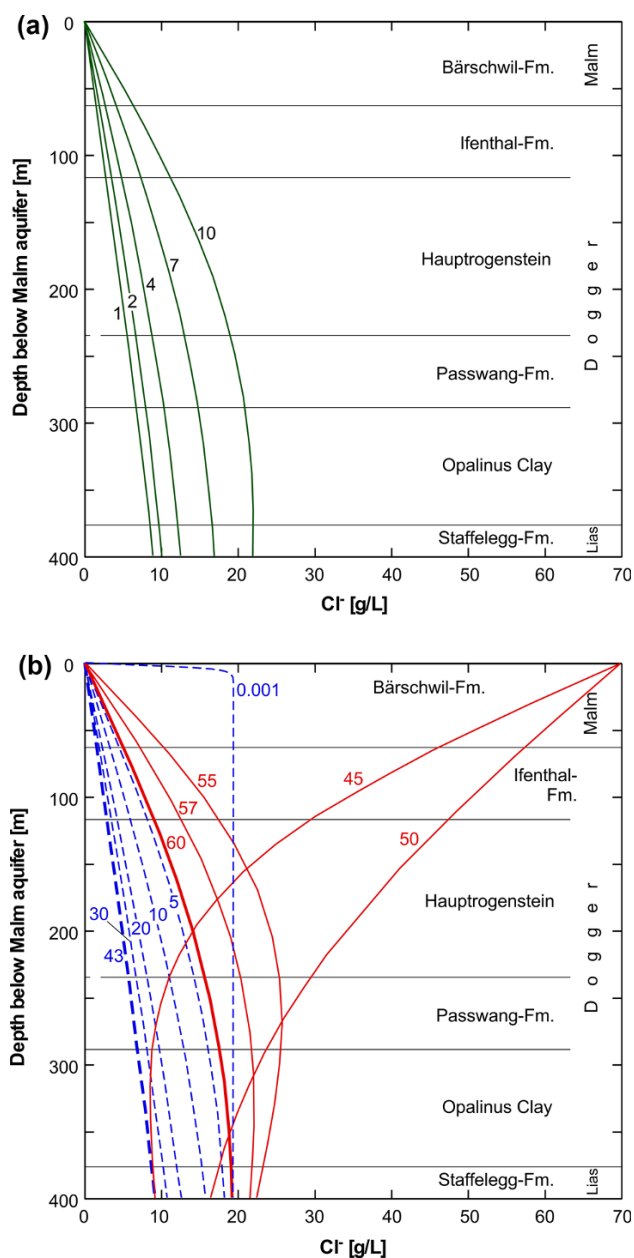 (a)
0
100
200
300
400
Depth below Malm aquifer [m]
Bärschwil-Fm.
Malm
Ifenthal-Fm.
10
Hauptrogenstein
7
4
2
1
Dogger
Passwang-Fm.
Opalinus Clay
Staffelegg-Fm.
Lias
0 10 20 30 40 50 60 70
Cl⁻ [g/L]
(b)
0
100
200
300
400
Depth below Malm aquifer [m]
Bärschwil-Fm.
0.001
Malm
55
45
Ifenthal-
Fm.
57
50
60
5
Hauptrogenstein
10
30
20
43
Dogger
Passwang-Fm.
Opalinus Clay
Staffelegg-Fm.
Lias
0 10 20 30 40 50 60 70
Cl⁻ [g/L]